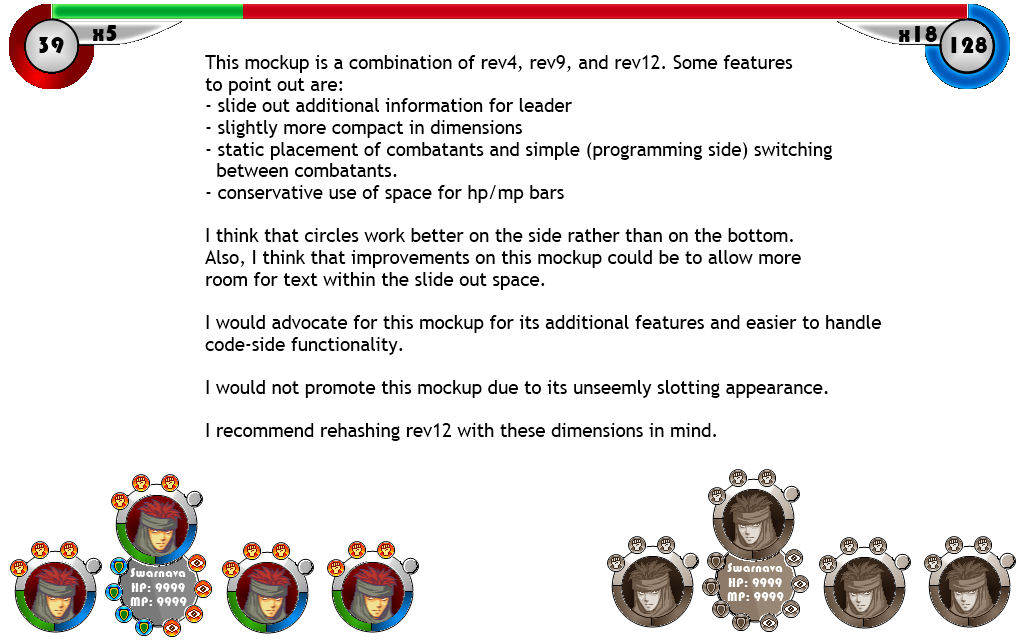 39
x5
x18
128
This mockup is a combination of rev4, rev9, and rev12. Some features
to point out are:
- slide out additional information for leader
- slightly more compact in dimensions
- static placement of combatants and simple (programming side) switching
between combatants.
- conservative use of space for hp/mp bars
I think that circles work better on the side rather than on the bottom.
Also, I think that improvements on this mockup could be to allow more
room for text within the slide out space.
I would advocate for this mockup for its additional features and easier to handle
code-side functionality.
I would not promote this mockup due to its unseemly slotting appearance.
I recommend rehashing rev12 with these dimensions in mind.
Swarnava
HP: 9999
MP: 9999
Swarnava
HP: 9999
MP: 9999